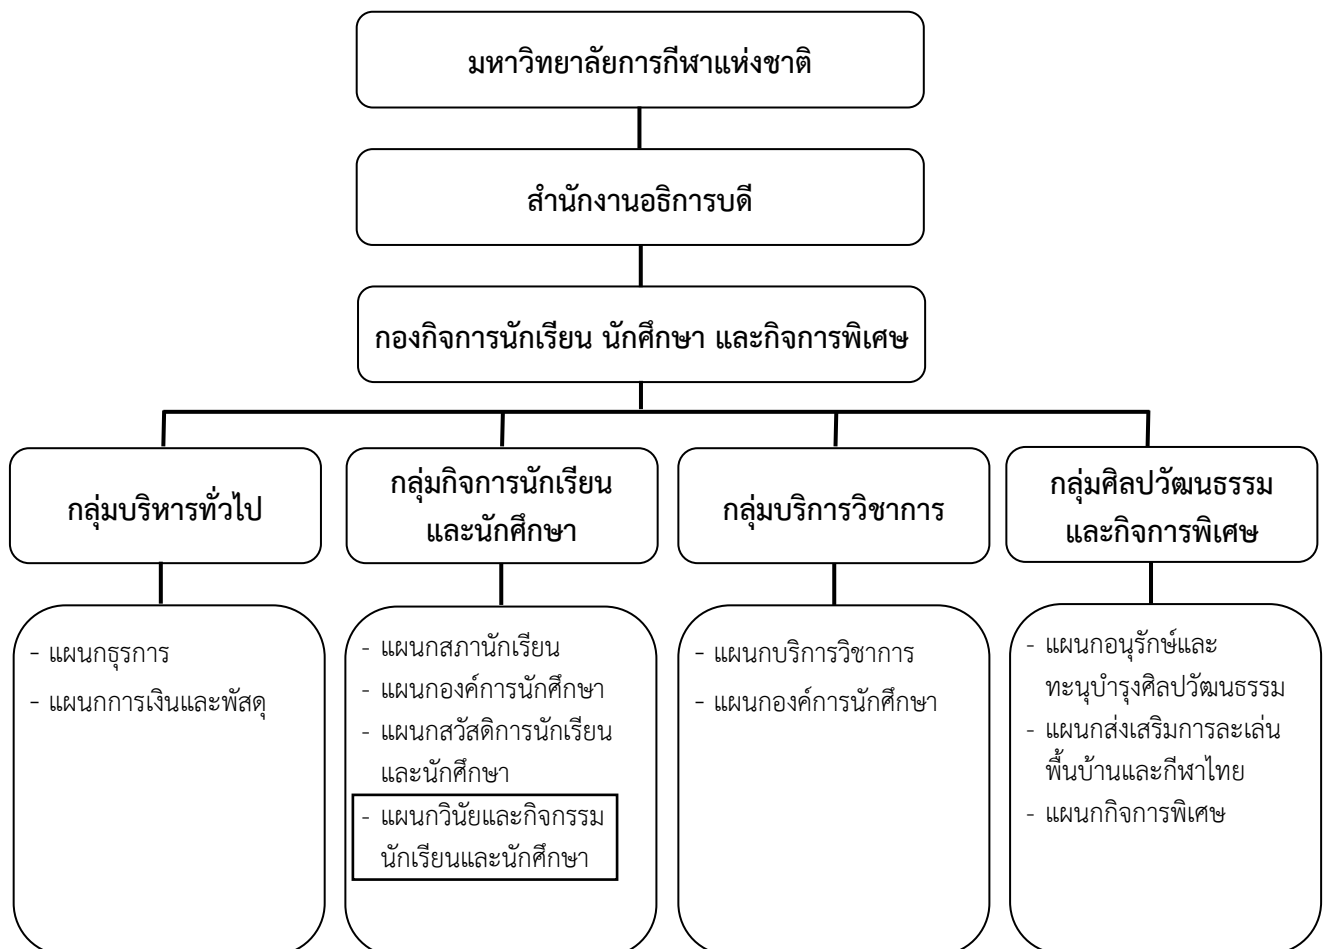 มหาวิทยาลัยการกีฬาแห่งชาติ
สำนักงานอธิการบดี
กองกิจการนักเรียน นักศึกษา และกิจการพิเศษ
กลุ่มบริหารทั่วไป
กลุ่มกิจการนักเรียน
และนักศึกษา
กลุ่มบริการวิชาการ
กลุ่มศิลปวัฒนธรรม
และกิจการพิเศษ
- แผนกธุรการ
- แผนกการเงินและพัสดุ
- แผนกสภานักเรียน
- แผนกองค์การนักศึกษา
- แผนกสวัสดิการนักเรียน
และนักศึกษา
- แผนกวินัยและกิจกรรม
นักเรียนและนักศึกษา
- แผนกบริการวิชาการ
- แผนกองค์การนักศึกษา
- แผนกอนุรักษ์และ
ทะนุบำรุงศิลปวัฒนธรรม
- แผนกส่งเสริมการละเล่น
พื้นบ้านและกีฬาไทย
- แผนกกิจการพิเศษ